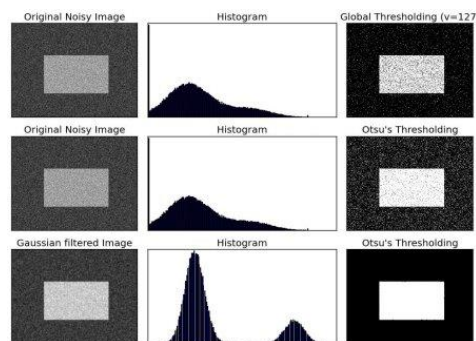 Original Noisy Image
Histogram
Global Thresholding (v=127
Original Noisy Image
Histogram
Otsu's Thresholding
Gaussian filtered Image
Histogram
Otsu's Thresholding